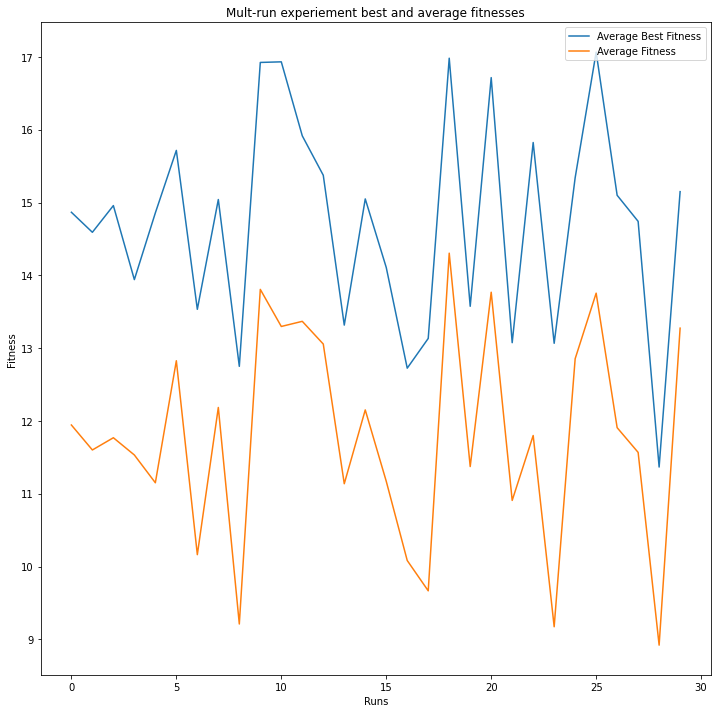 Mult-run experiement best and average fitnesses
Average Best Fitness
Average Fitness
17
16
15
14
13
12
11
10
9
Fitness
0 5 10 15 20 25 30
Runs